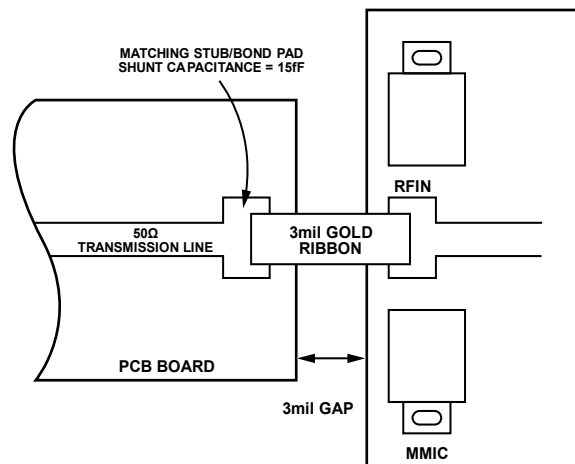 MATCHING STUB/BOND PAD
SHUNT CAPACITANCE = 15fF
RFIN
50Ω
TRANSMISSION LINE
3mil GOLD
RIBBON
PCB BOARD
3mil GAP
MMIC